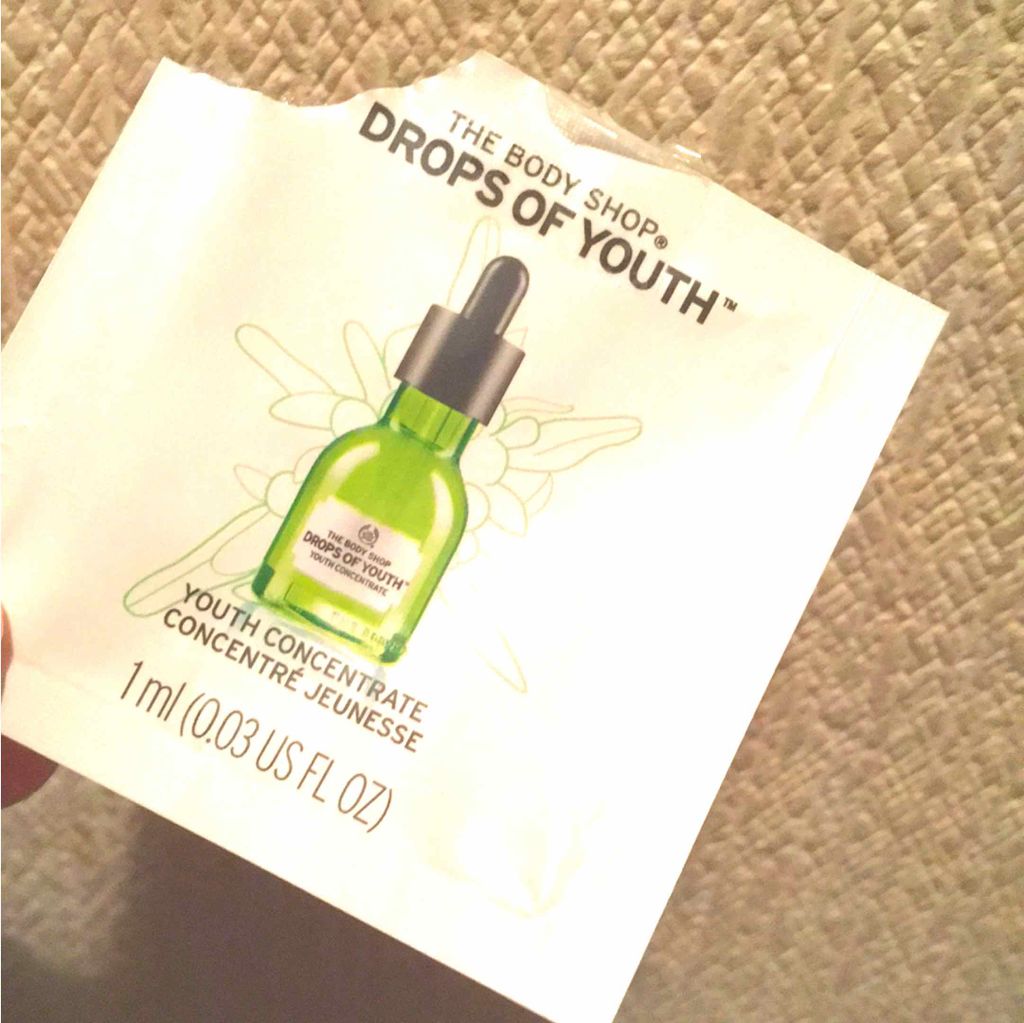 THE BODY SHOP®
DROPS OF YOUTH™
THE BODY SHOP
DROPS OF YOUTH™
YOUTH CONCENTRATE
YOUTH CONCENTRATE
CONCENTRÉ JEUNESSE
1 ml (0.03 US FL OZ)